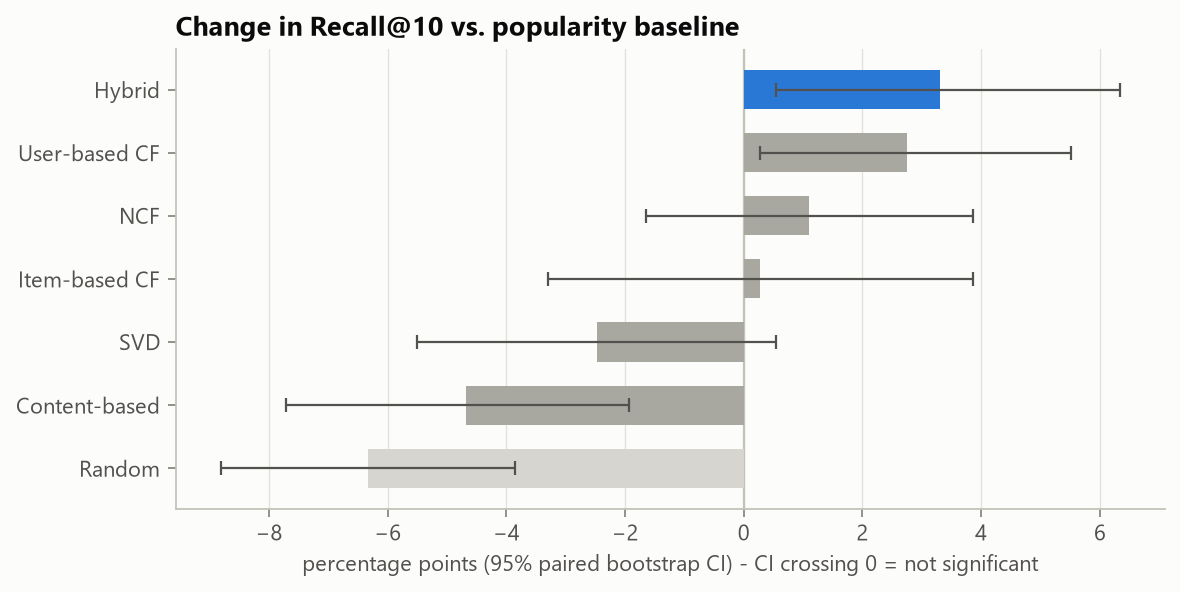 Change in Recall@10 vs. popularity baseline
Hybrid
User-based CF
NCF
Item-based CF
SVD
Content-based
Random
−8 −6 −4 −2 0 2 4 6
percentage points (95% paired bootstrap CI) - CI crossing 0 = not significant